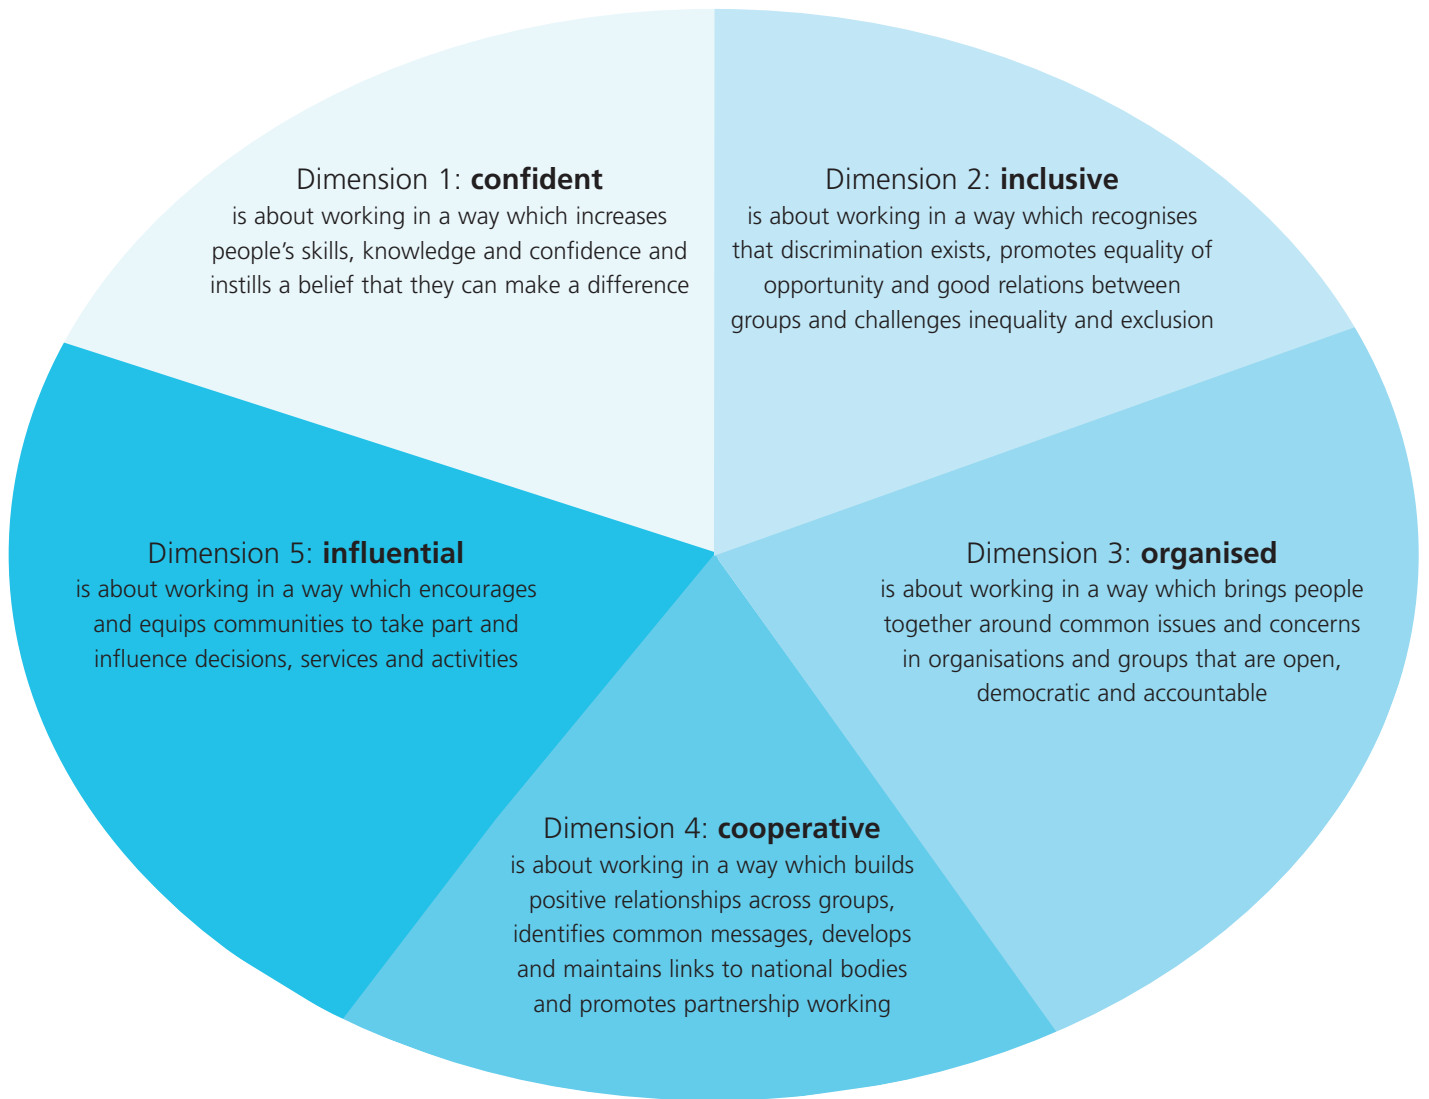 Dimension 1: confident
is about working in a way which increases
people’s skills, knowledge and confidence and
instills a belief that they can make a difference
Dimension 2: inclusive
is about working in a way which recognises
that discrimination exists, promotes equality of
opportunity and good relations between
groups and challenges inequality and exclusion
Dimension 3: organised
is about working in a way which brings people
together around common issues and concerns
in organisations and groups that are open,
democratic and accountable
Dimension 4: cooperative
is about working in a way which builds
positive relationships across groups,
identifies common messages, develops
and maintains links to national bodies
and promotes partnership working
Dimension 5: influential
is about working in a way which encourages
and equips communities to take part and
influence decisions, services and activities